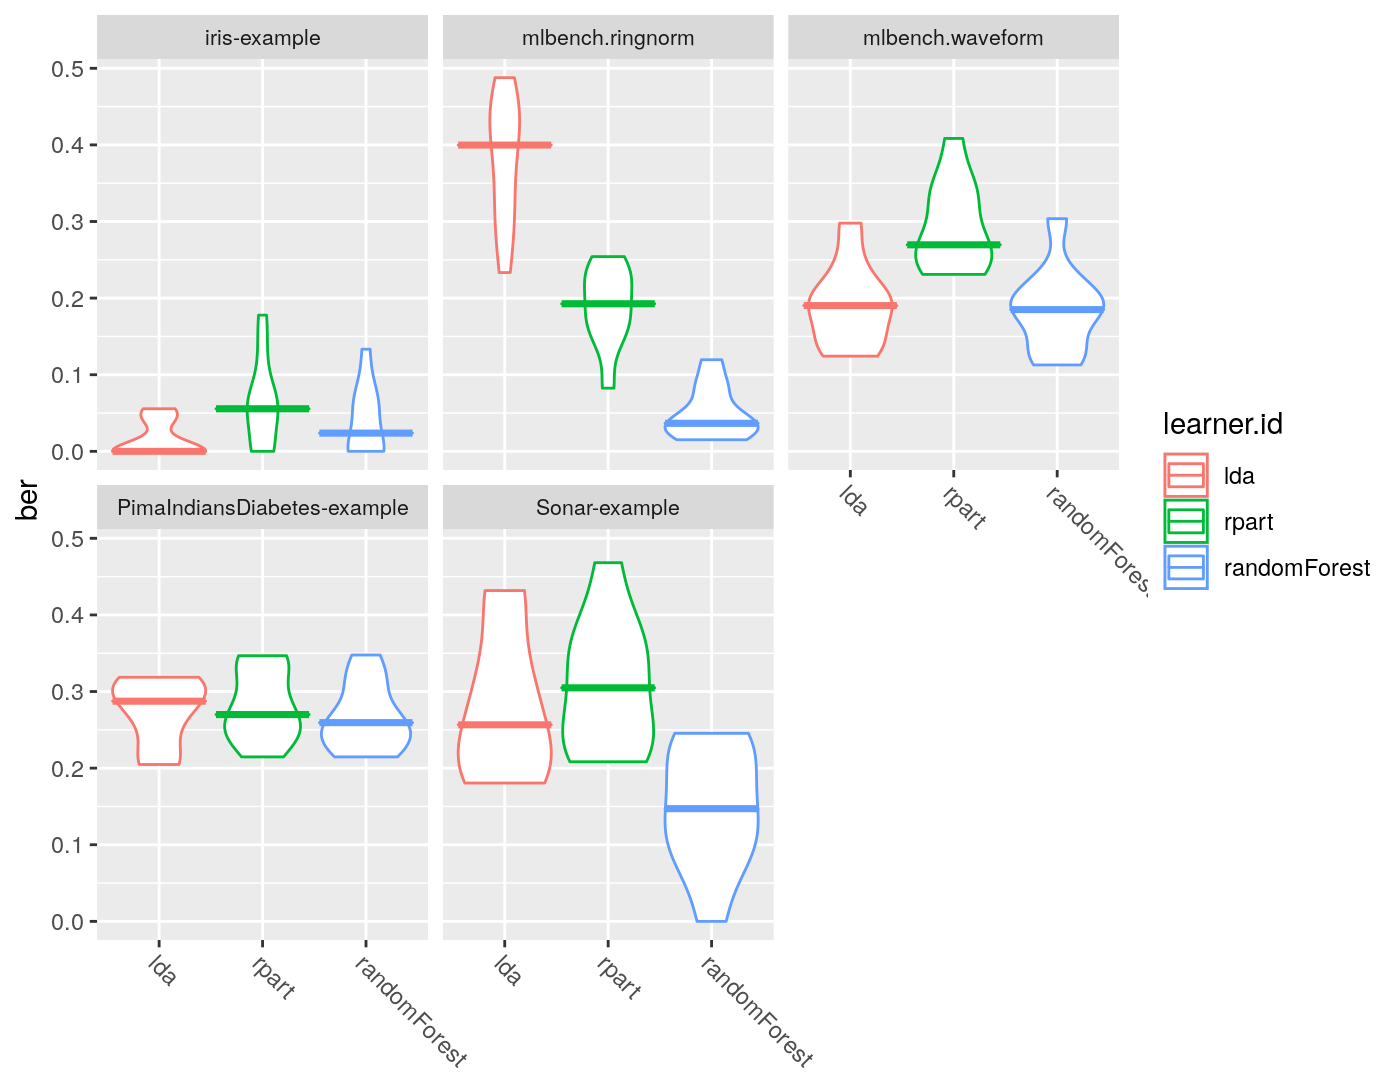 iris-example
mlbench.ringnorm
mlbench.waveform
0.5
0.4
0.3
0.2
0.1
0.0
lda
rpart
randomFores
PimaIndiansDiabetes-example
Sonar-example
0.5
0.4
0.3
0.2
0.1
0.0
lda
rpart
randomForest
lda
rpart
randomForest
ber
learner.id
lda
rpart
randomForest